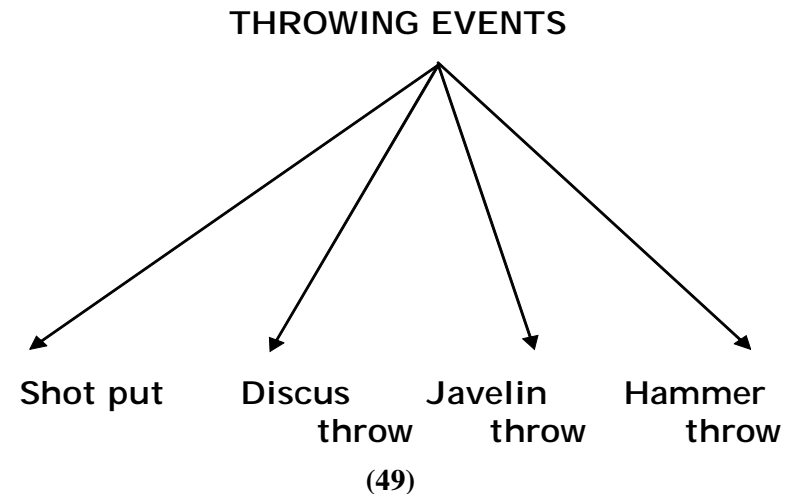 THROWING EVENTS
Shot put Discus Javelin Hammer
throw throw throw
(49)